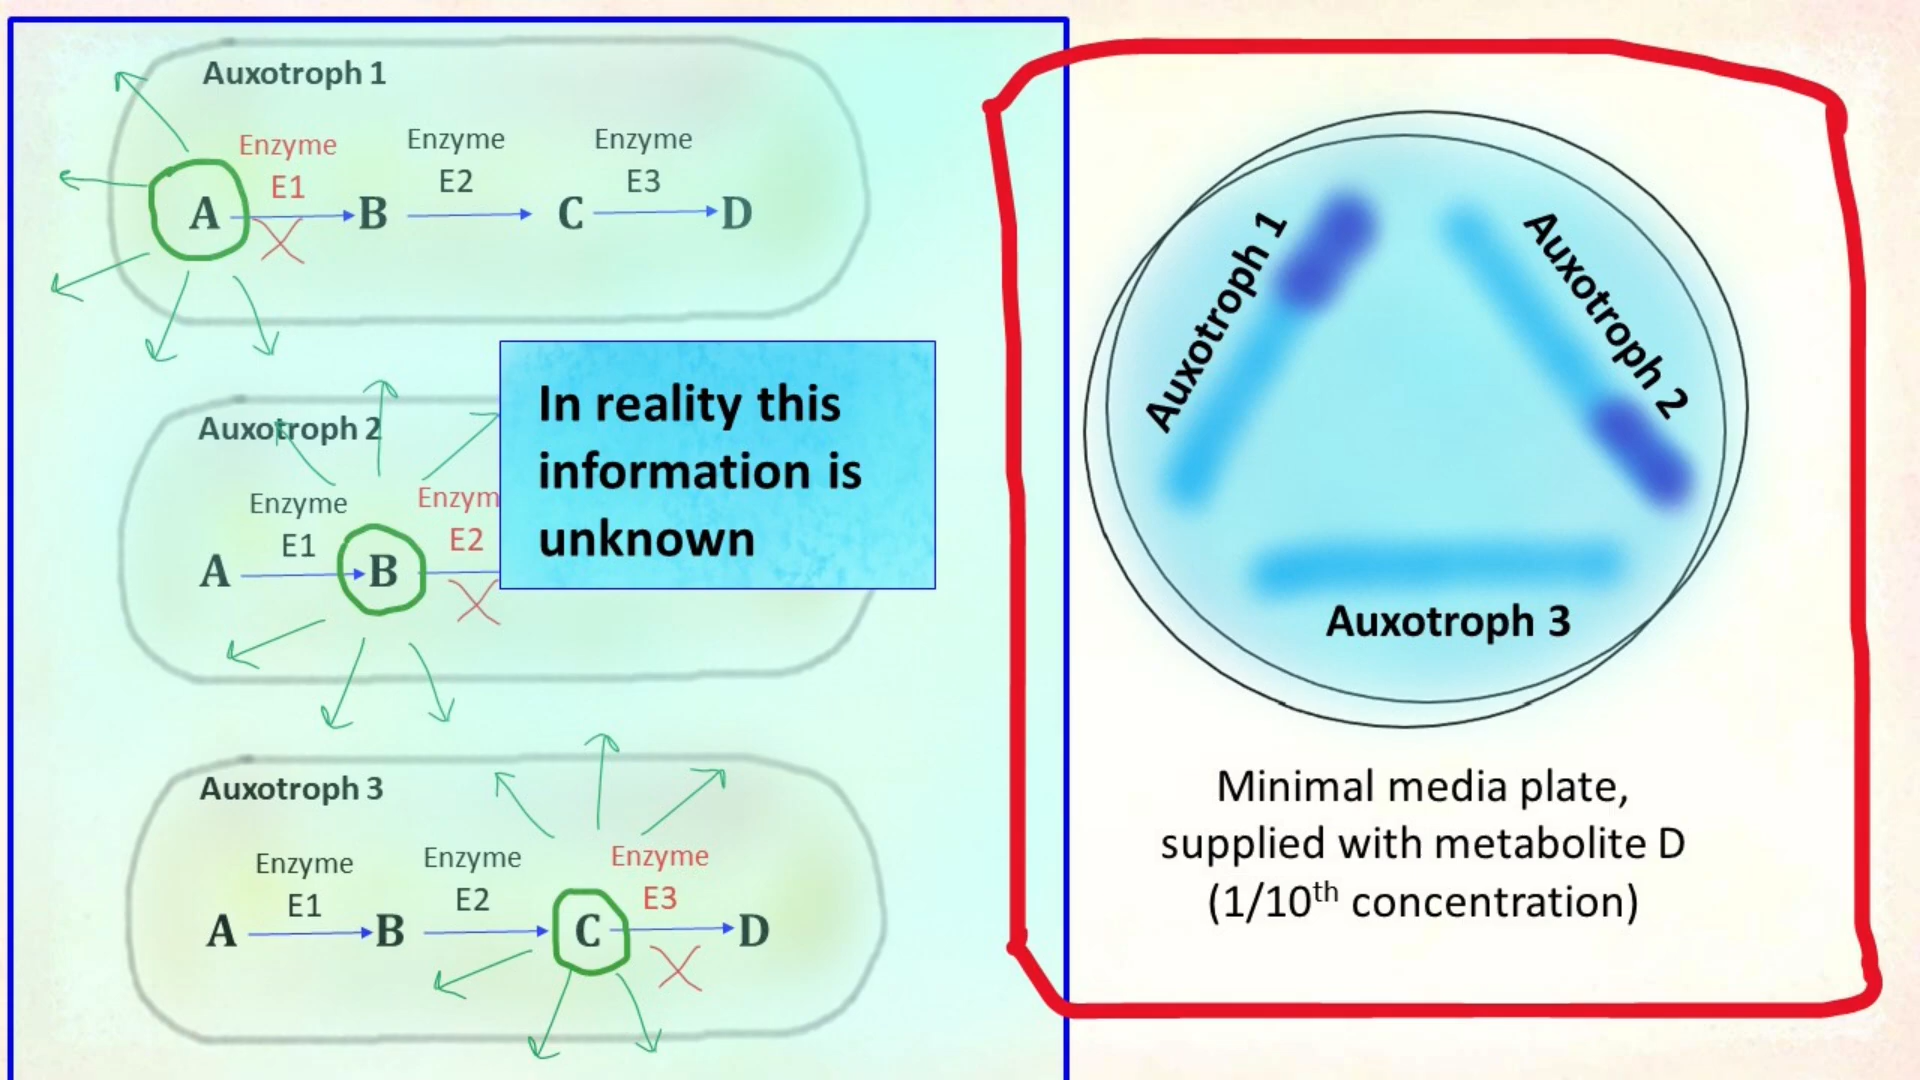 Auxotroph 1
Enzyme Enzyme Enzyme
E1 E2 E3
A B C D
Auxotroph 2
Enzyme Enzym
E1 E2
A B
In reality this
information is
unknown
Auxotroph 3
Enzyme Enzyme Enzyme
E1 E2 E3
A B C D
Auxotroph 1
Auxotroph 2
Auxotroph 3
Minimal media plate,
supplied with metabolite D
(1/10th concentration)